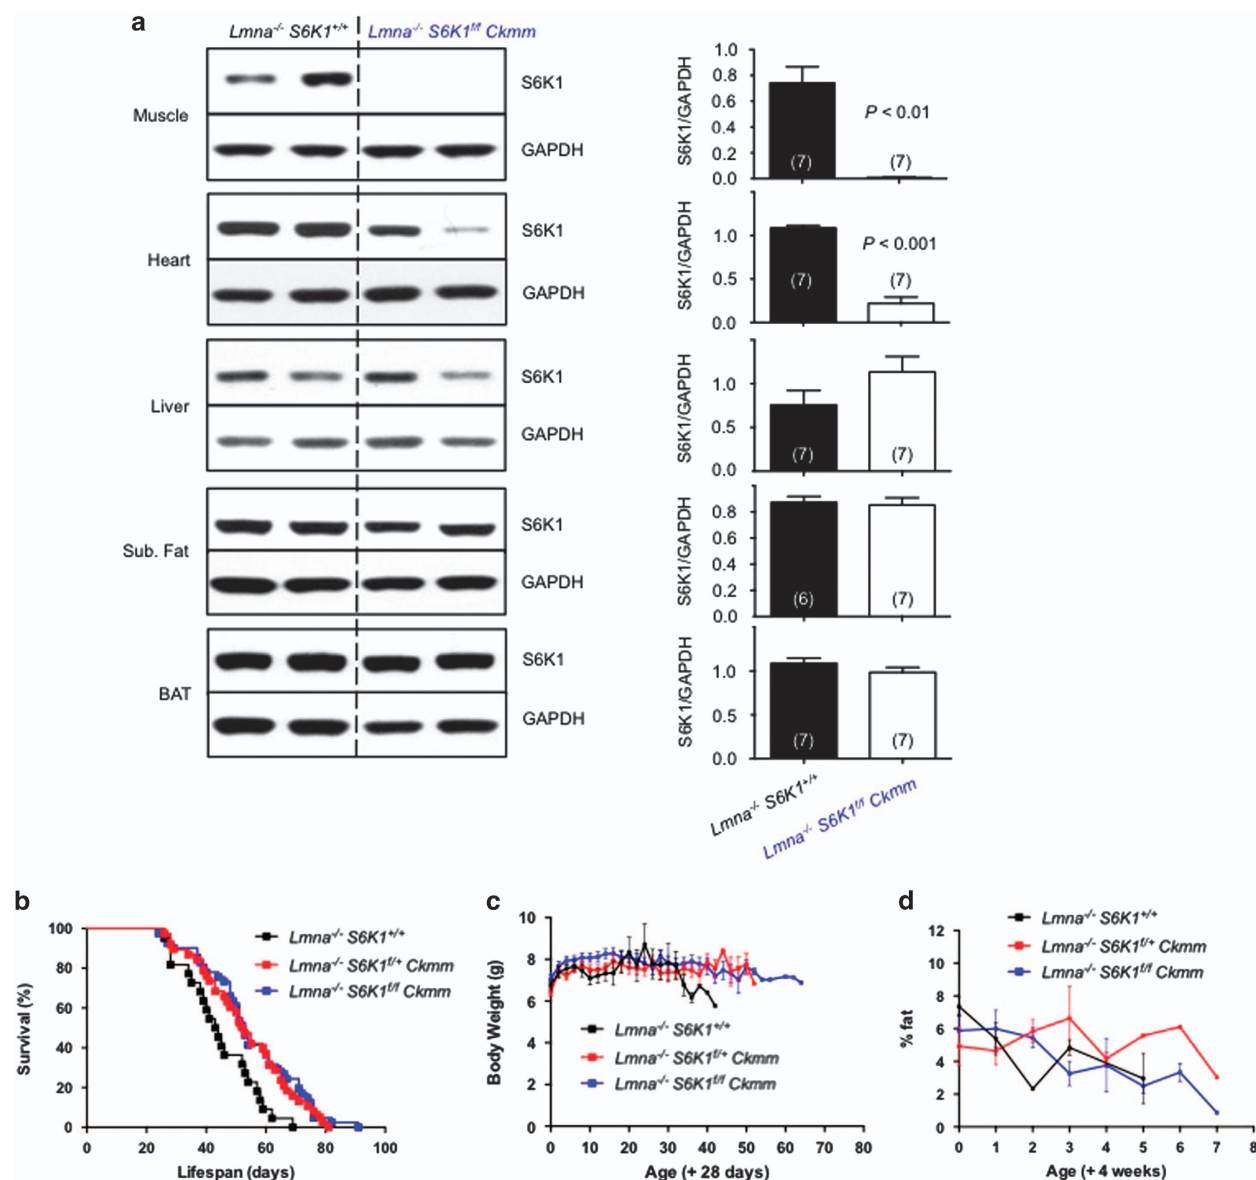 a
Lmna-/- S6K1+/+
Lmna-/- S6K1f/f Ckmm
Muscle
S6K1
GAPDH
Heart
S6K1
GAPDH
Liver
S6K1
GAPDH
Sub. Fat
S6K1
GAPDH
BAT
S6K1
GAPDH
S6K1/GAPDH
1.0
0.8
0.6
0.4
0.2
0.0
P < 0.01
(7)
(7)
S6K1/GAPDH
1.0
0.5
0.0
P < 0.001
(7)
(7)
S6K1/GAPDH
1.0
0.5
0.0
(7)
(7)
S6K1/GAPDH
0.8
0.6
0.4
0.2
0.0
(6)
(7)
S6K1/GAPDH
1.0
0.5
0.0
(7)
(7)
Lmna-/- S6K1+/+
Lmna-/- S6K1f/f Ckmm
b
Survival (%)
100
80
60
40
20
0
0 20 40 60 80 100
Lifespan (days)
Lmna-/- S6K1+/+
Lmna-/- S6K1f/+ Ckmm
Lmna-/- S6K1f/f Ckmm
c
Body Weight (g)
10
8
6
4
2
0
0 10 20 30 40 50 60 70 80
Age (+ 28 days)
Lmna-/- S6K1+/+
Lmna-/- S6K1f/+ Ckmm
Lmna-/- S6K1f/f Ckmm
d
% fat
12
10
8
6
4
2
0
0 1 2 3 4 5 6 7 8
Age (+ 4 weeks)
Lmna-/- S6K1+/+
Lmna-/- S6K1f/+ Ckmm
Lmna-/- S6K1f/f Ckmm